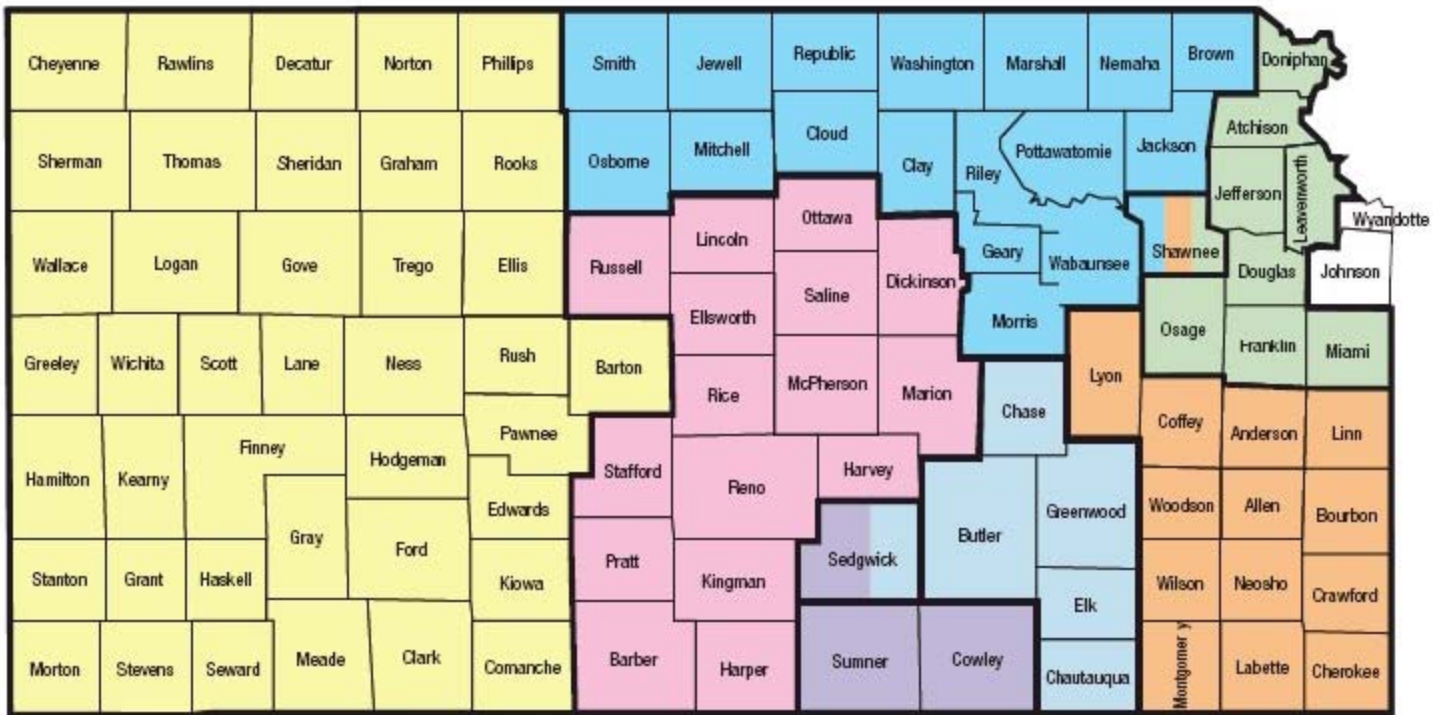 Cheyenne
Rawlins
Decatur
Norton
Phillips
Smith
Jewell
Republic
Washington
Marshall
Nemaha
Brown
Doniphan
Sherman
Thomas
Sheridan
Graham
Rooks
Osborne
Mitchell
Cloud
Clay
Riley
Pottawatomie
Jackson
Atchison
Jefferson
Leavenworth
Wyandotte
Wallace
Logan
Gove
Trego
Ellis
Russell
Lincoln
Ottawa
Saline
Dickinson
Geary
Wabaunsee
Shawnee
Douglas
Johnson
Ellsworth
Morris
Osage
Franklin
Miami
Greeley
Wichita
Scott
Lane
Ness
Rush
Barton
Rice
McPherson
Marion
Chase
Lyon
Coffey
Anderson
Linn
Pawnee
Hamilton
Kearny
Finney
Hodgeman
Stafford
Reno
Harvey
Edwards
Gray
Ford
Butler
Greenwood
Woodson
Allen
Bourbon
Stanton
Grant
Haskell
Kiowa
Pratt
Kingman
Sedgwick
Elk
Wilson
Neosho
Crawford
Morton
Stevens
Seward
Meade
Clark
Comanche
Barber
Harper
Sumner
Cowley
Chautauqua
Montgomer y
Labette
Cherokee